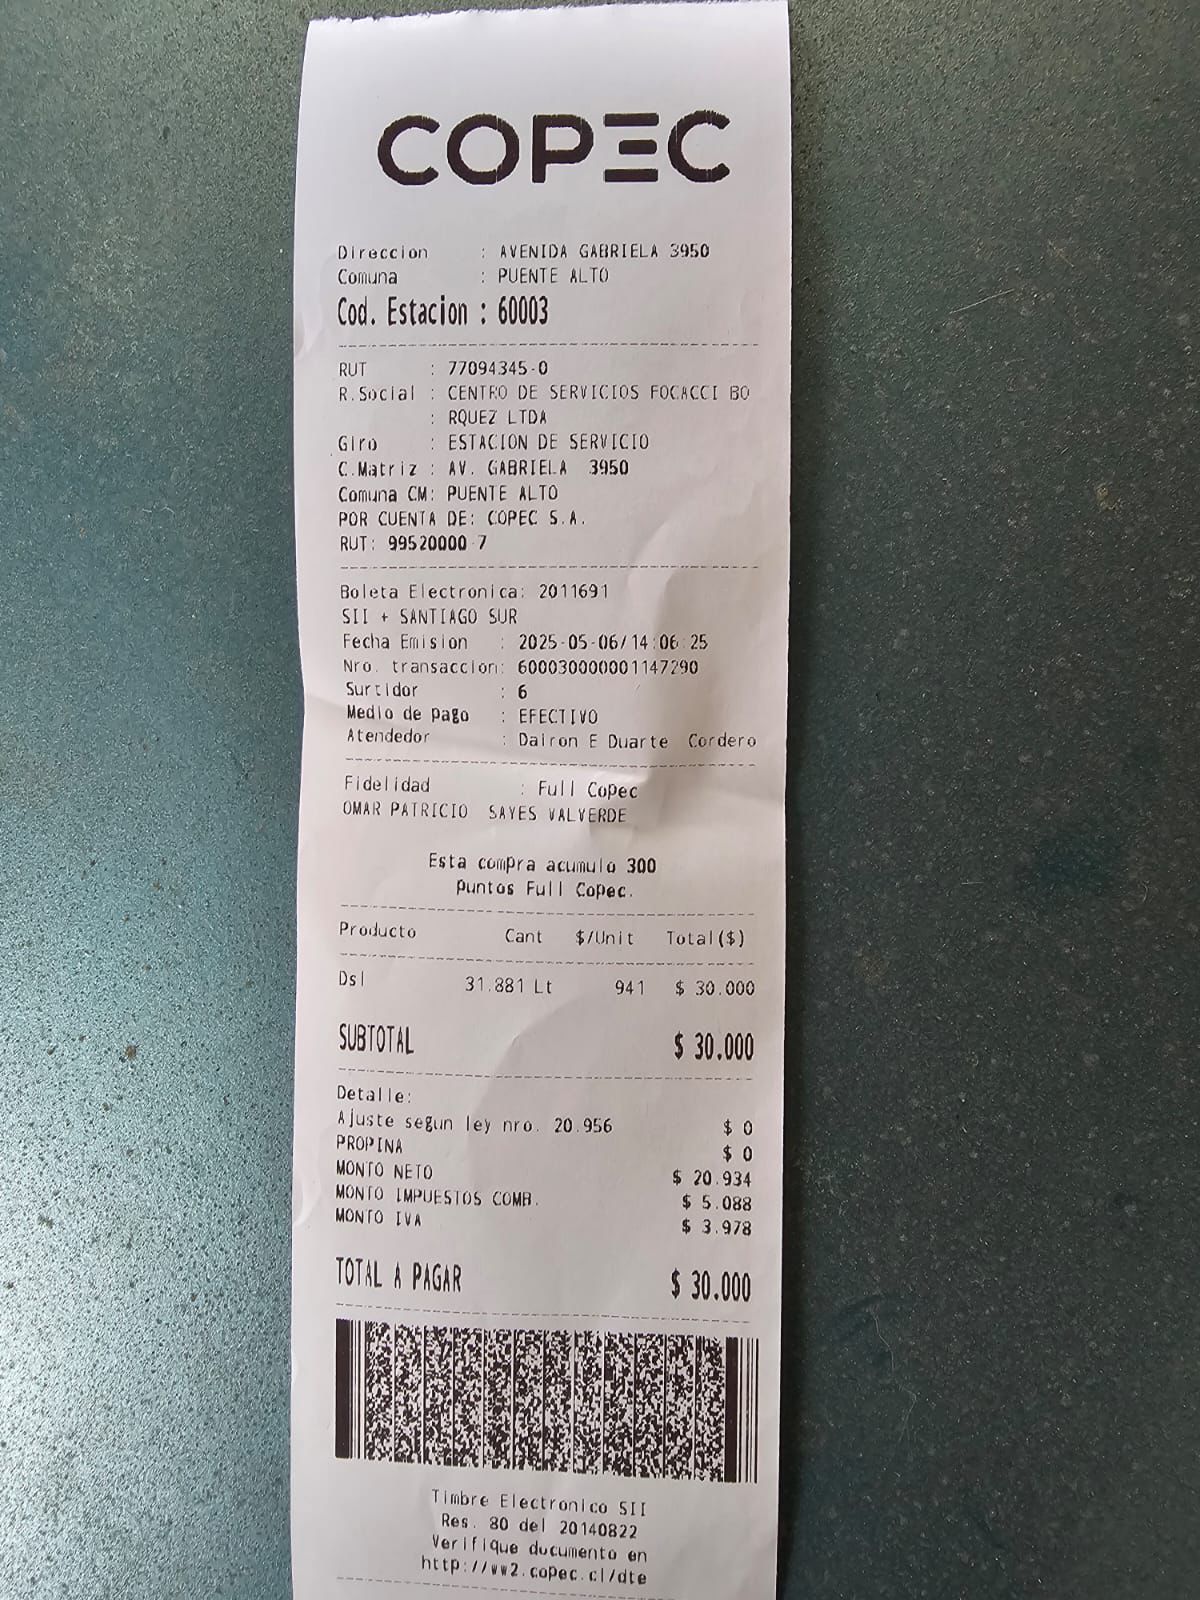 COPEC
Direccion : AVENIDA GABRIELA 3950
Comuna : PUENTE ALTO
Cod. Estacion : 60003
RUT : 77094345-0
R.Social : CENTRO DE SERVICIOS FOCACCI BO
: RQUEZ LTDA
Giro : ESTACION DE SERVICIO
C.Matriz : AV. GABRIELA 3950
Comuna CM: PUENTE ALTO
POR CUENTA DE: COPEC S.A.
RUT: 99520000-7
Boleta Electronica: 2011691
SII + SANTIAGO SUR
Fecha Emision : 2025-05-06/14:06:25
Nro. transaccion: 600030000001147290
Surtidor : 6
Medio de pago : EFECTIVO
Atendedor : Dairon E Duarte Cordero
Fidelidad : Full Copec
OMAR PATRICIO SAYES VALVERDE
Esta compra acumulo 300
puntos Full Copec.
Producto Cant $/Unit Total($)
Dsl 31.881 Lt 941 $ 30.000
SUBTOTAL $ 30.000
Detalle:
Ajuste segun ley nro. 20.956 $ 0
PROPINA $ 0
MONTO NETO $ 20.934
MONTO IMPUESTOS COMB. $ 5.088
MONTO IVA $ 3.978
TOTAL A PAGAR $ 30.000
Timbre Electronico SII
Res. 80 del 20140822
Verifique documento en
http://ww2.copec.cl/dte